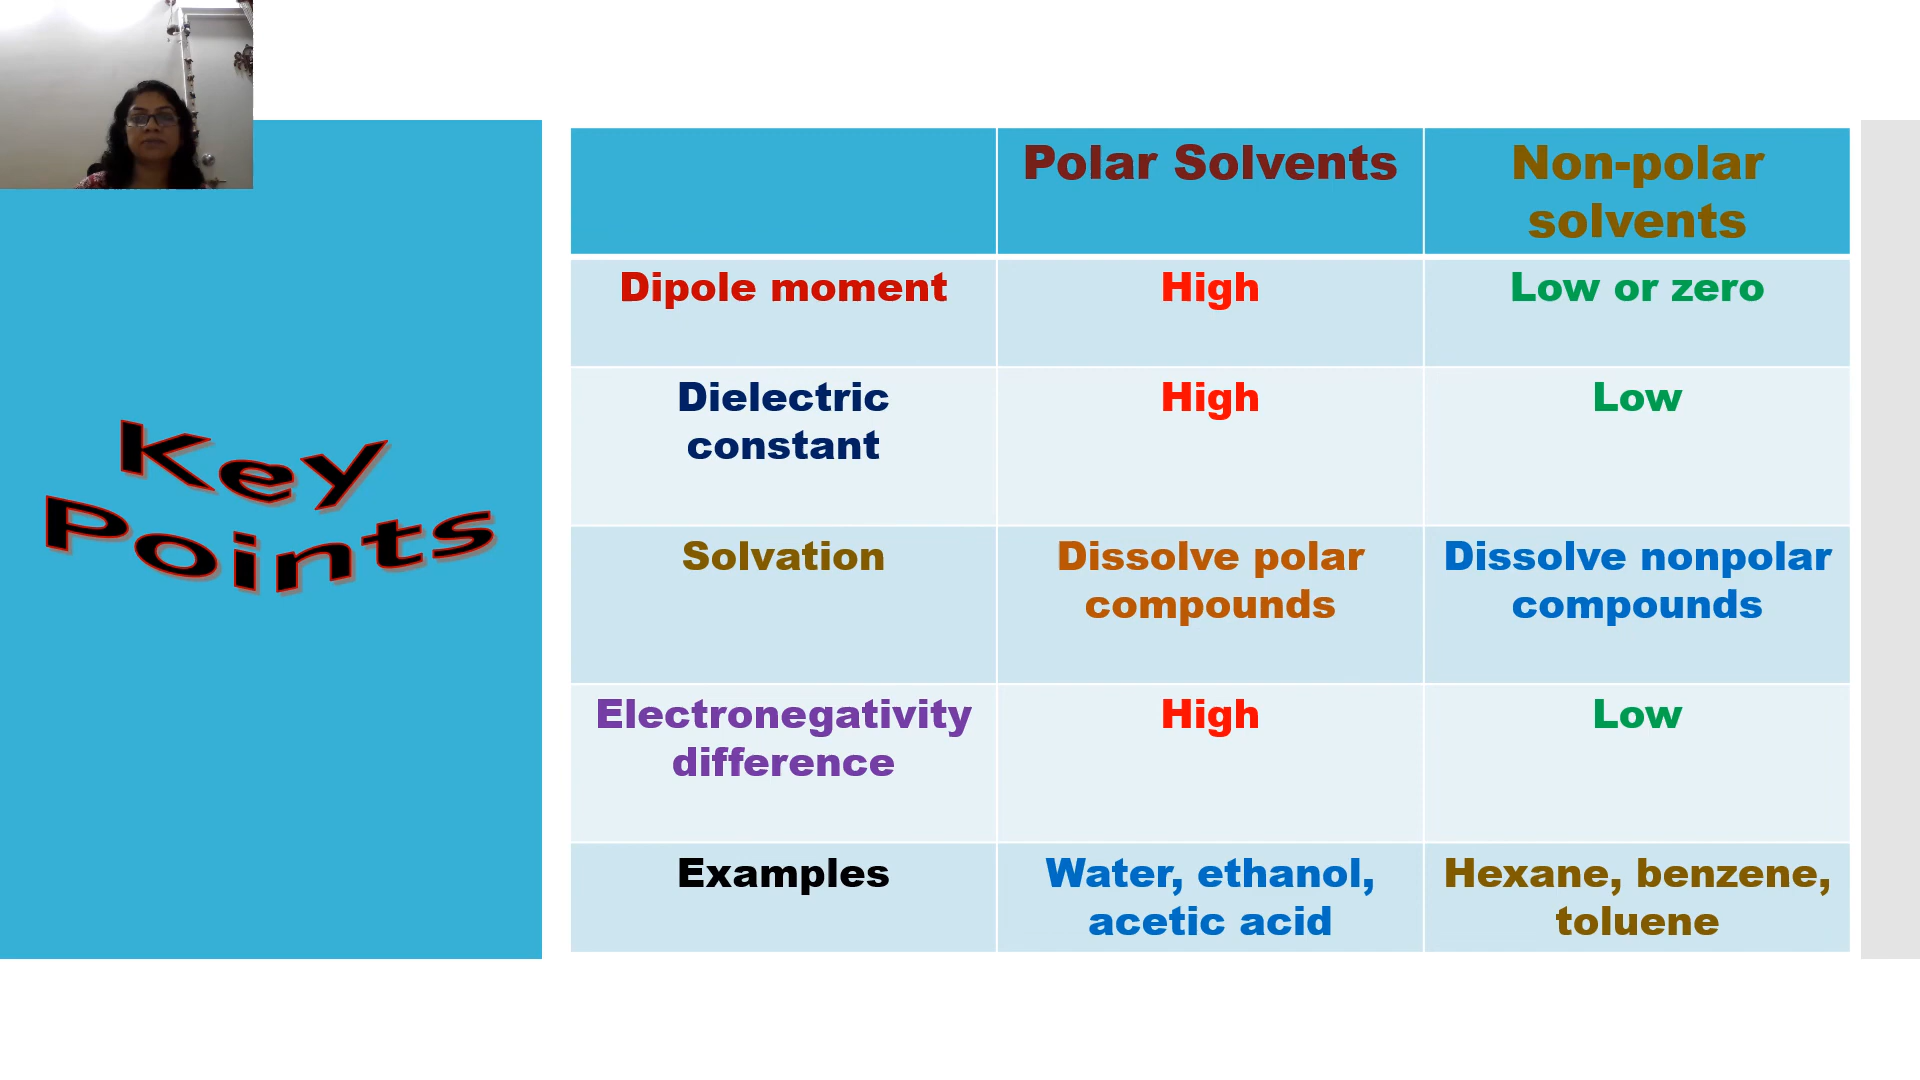 Key
Points
Polar Solvents
Non-polar
solvents
Dipole moment
High
Low or zero
Dielectric
constant
High
Low
Solvation
Dissolve polar
compounds
Dissolve nonpolar
compounds
Electronegativity
difference
High
Low
Examples
Water, ethanol,
acetic acid
Hexane, benzene,
toluene